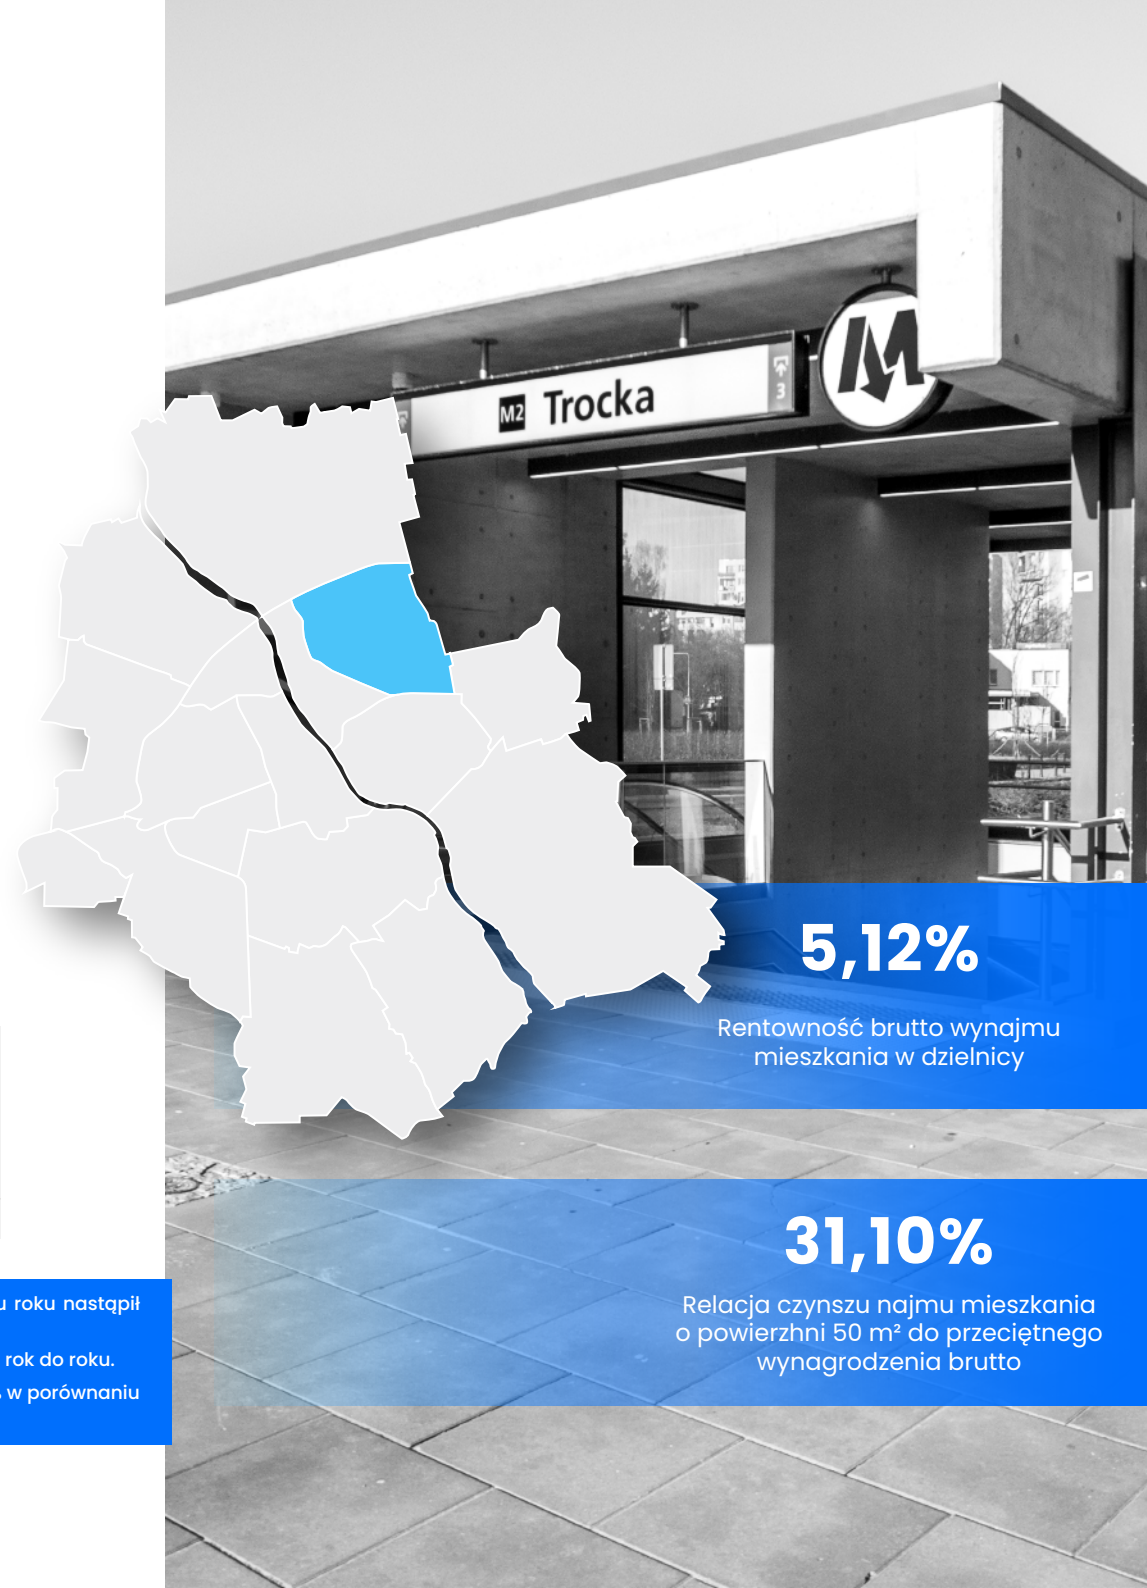 M2 Trocka
3
M
5,12%
Rentowność brutto wynajmu
mieszkania w dzielnicy
31,10%
Relacja czynszu najmu mieszkania
o powierzhni 50 m² do przeciętnego
wynagrodzenia brutto
roku nastąpił
rok do roku.
w porównaniu